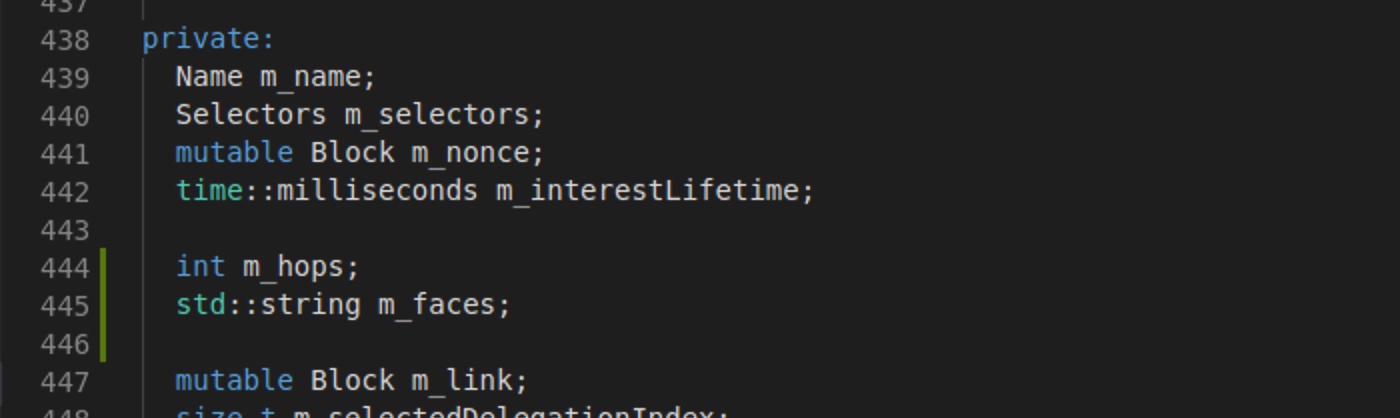 437
438 private:
439 Name m_name;
440 Selectors m_selectors;
441 mutable Block m_nonce;
442 time::milliseconds m_interestLifetime;
443
444 int m_hops;
445 std::string m_faces;
446
447 mutable Block m_link;
448 size_t m_selectedDelegationIndex;